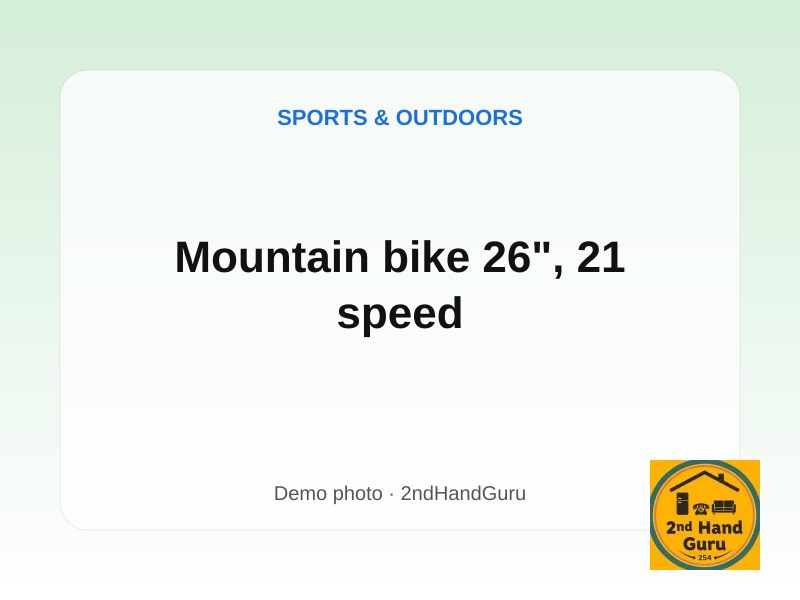 SPORTS & OUTDOORS
Mountain bike 26", 21
speed
Demo photo · 2ndHandGuru
2nd Hand
Guru
254